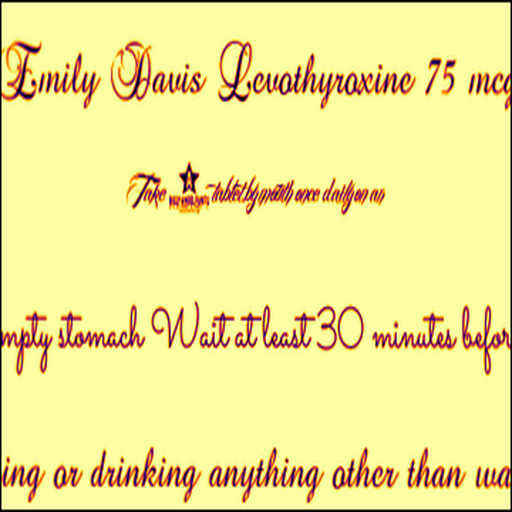 Emily Davis Levothyroxine 75 mcg
Take tablet by mouth once daily on an
mpty stomach Wait at least 30 minutes befor
ing or drinking anything other than wa